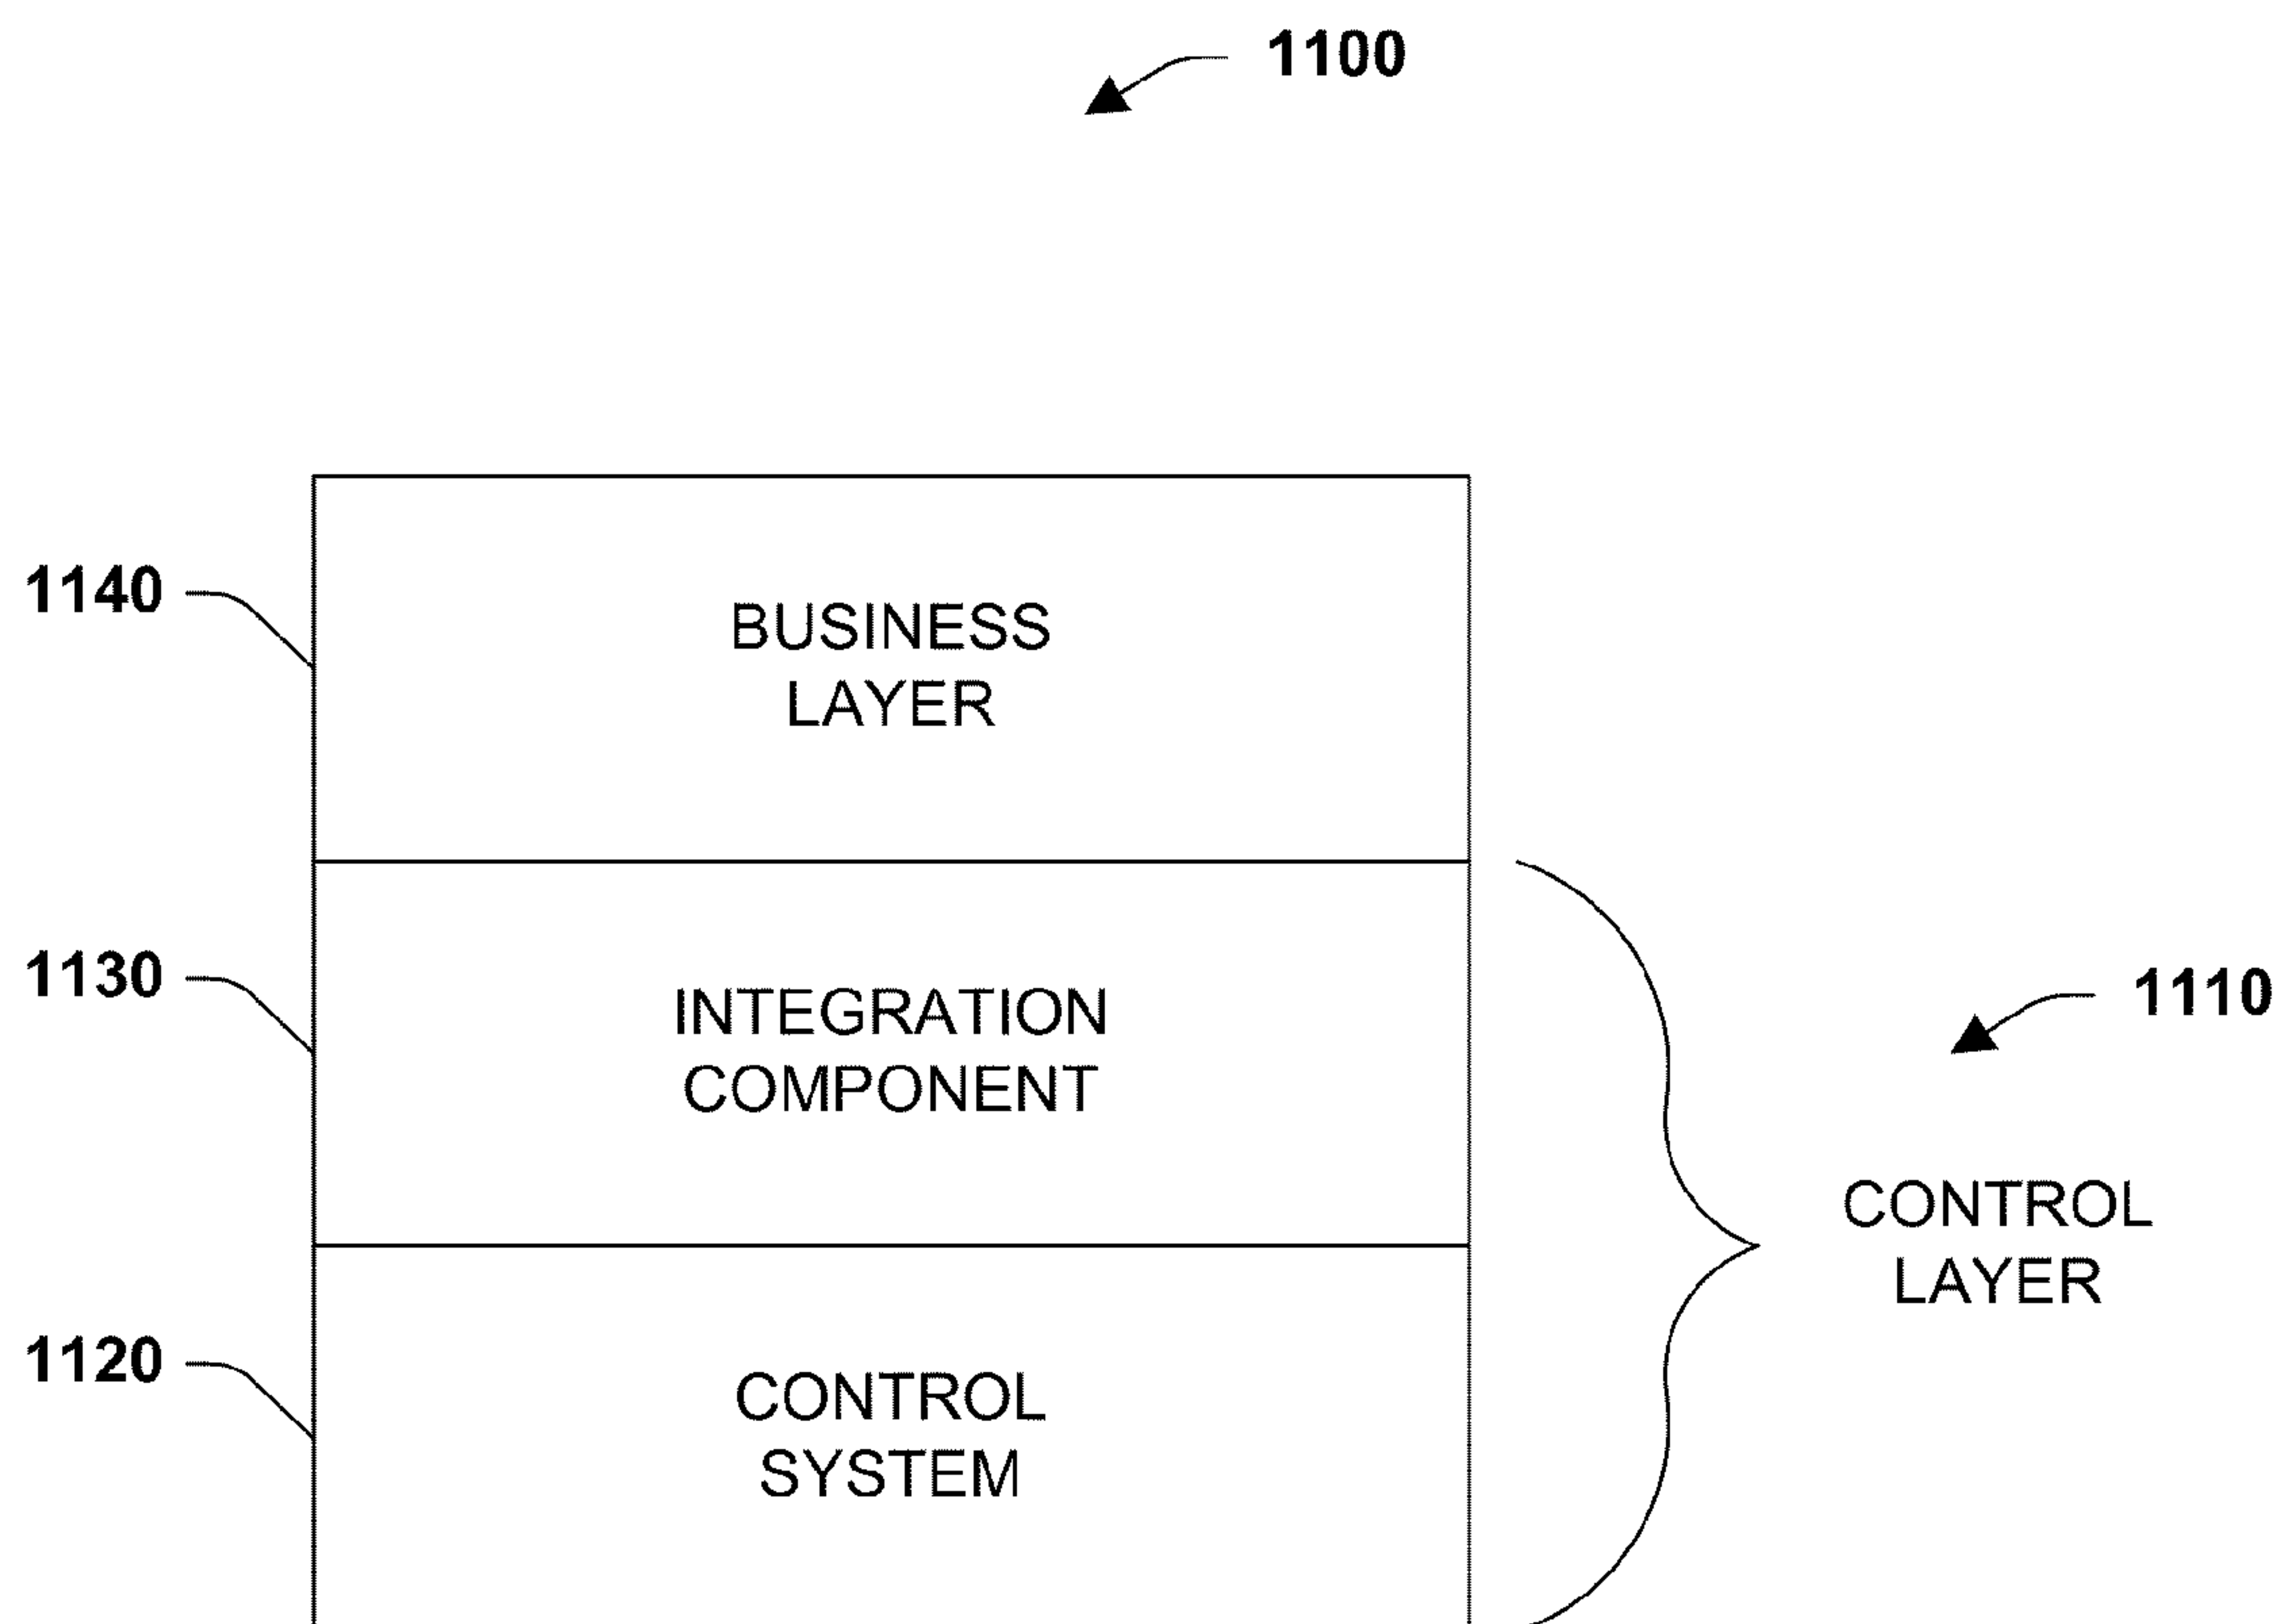 1100
1140
BUSINESS
LAYER
1130
INTEGRATION
COMPONENT
1110
CONTROL
LAYER
1120
CONTROL
SYSTEM